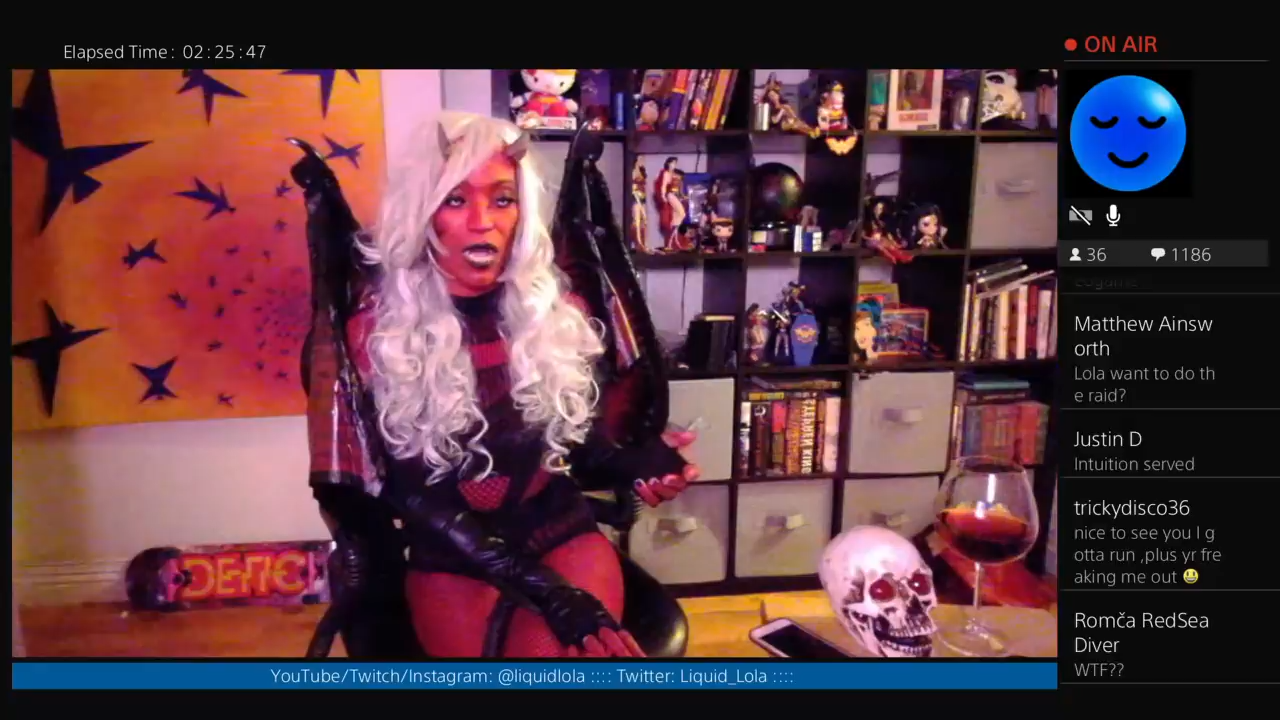 Elapsed Time: 02:25:47
ON AIR
36 1186
Matthew Ainsw
orth
Lola want to do th
e raid?
Justin D
Intuition served
trickydisco36
nice to see you I g
otta run ,plus yr fre
aking me out 😃
Romča RedSea
Diver
WTF??
STEPHEN KING
YouTube/Twitch/Instagram: @liquidlola :::: Twitter: Liquid_Lola ::::